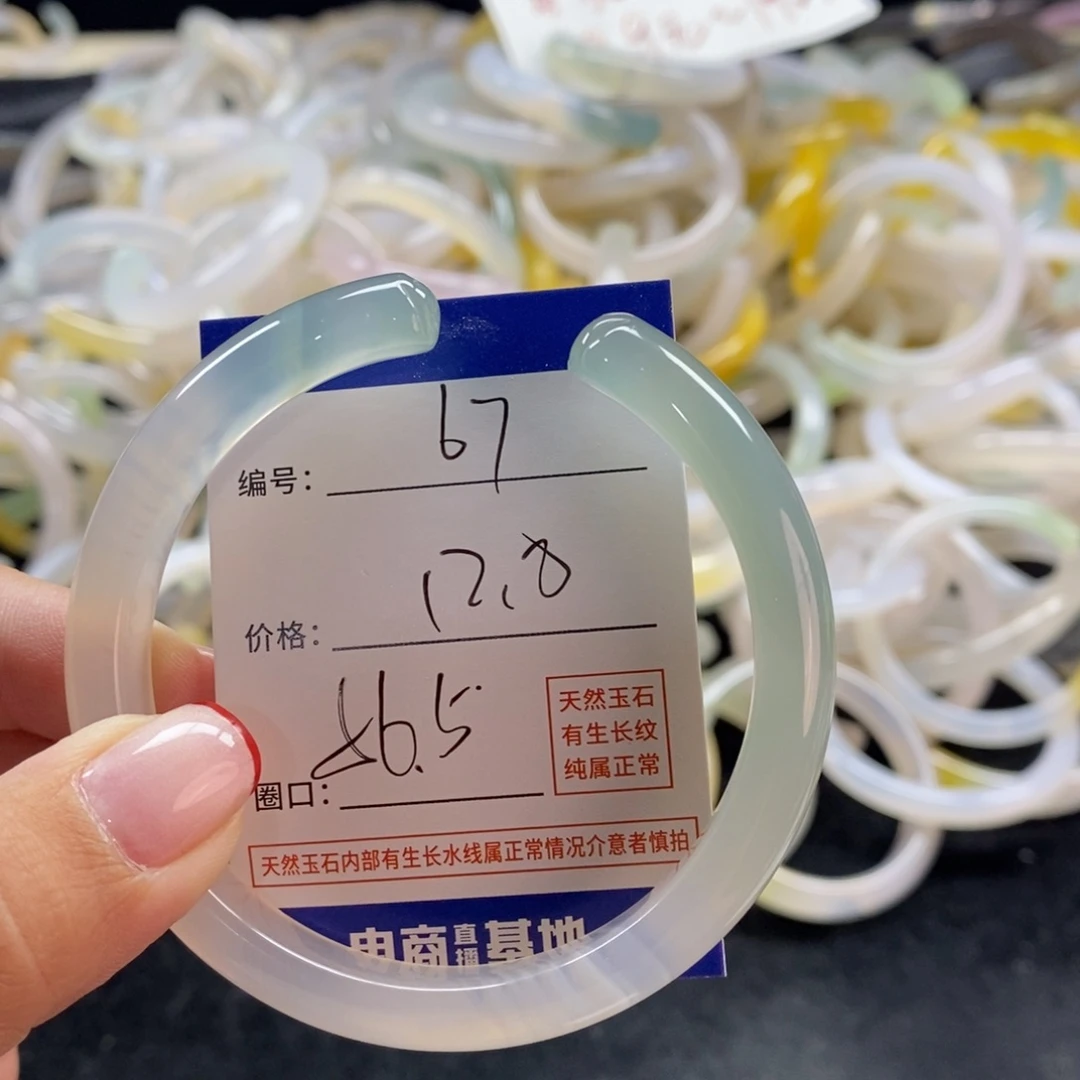 编号: 67
价格: 12.8
圈口: 56.5
天然玉石
有生长纹
纯属正常
天然玉石内部有生长水线属正常情况介意者慎拍
电商直播基地